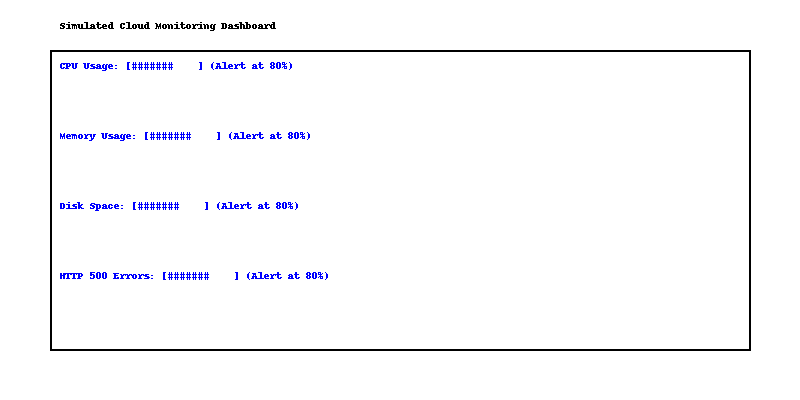 Simulated Cloud Monitoring Dashboard
CPU Usage: [#######    ] (Alert at 80%)
Memory Usage: [#######    ] (Alert at 80%)
Disk Space: [#######    ] (Alert at 80%)
HTTP 500 Errors: [#######    ] (Alert at 80%)